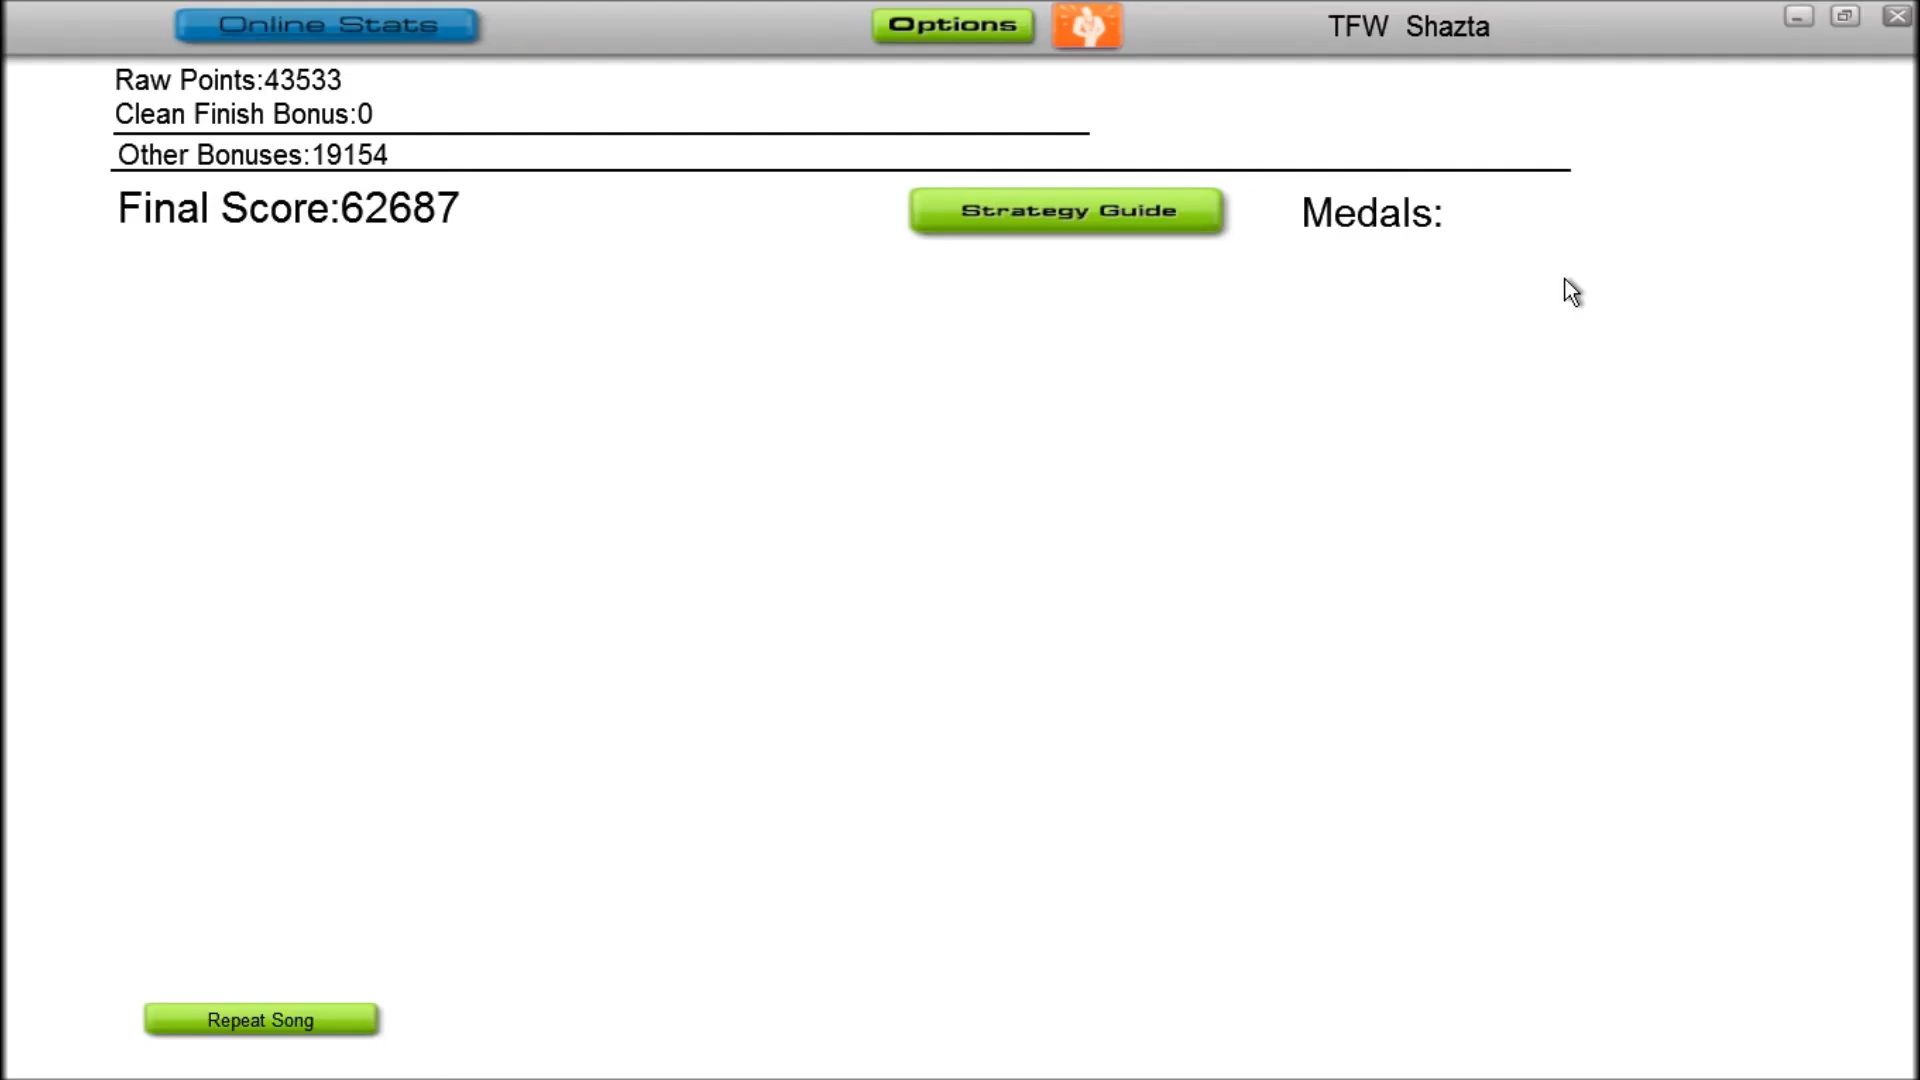 Online Stats
Options
TFW Shazta
Raw Points:43533
Clean Finish Bonus:0
Other Bonuses:19154
Final Score:62687
Strategy Guide
Medals:
Repeat Song